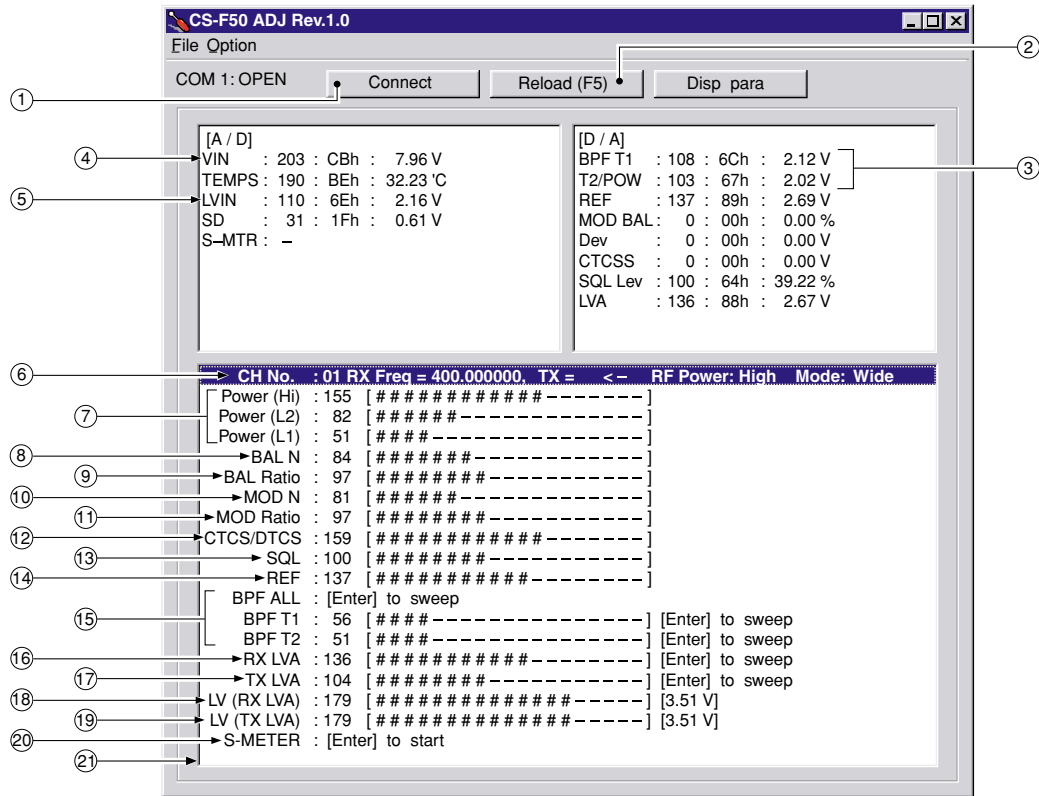 CS-F50 ADJ Rev.1.0
File Option
②
COM 1: OPEN Connect Reload (F5) Disp para
①
[A / D]
④ VIN : 203 : CBh : 7.96 V
TEMPS : 190 : BEh : 32.23 'C
⑤ LVIN : 110 : 6Eh : 2.16 V
SD : 31 : 1Fh : 0.61 V
S–MTR : –
[D / A]
BPF T1 : 108 : 6Ch : 2.12 V
T2/POW : 103 : 67h : 2.02 V
③
REF : 137 : 89h : 2.69 V
MOD BAL : 0 : 00h : 0.00 %
Dev : 0 : 00h : 0.00 V
CTCSS : 0 : 00h : 0.00 V
SQL Lev : 100 : 64h : 39.22 %
LVA : 136 : 88h : 2.67 V
⑥ CH No. : 01 RX Freq = 400.000000, TX = <– RF Power: High Mode: Wide
Power (Hi) : 155 [ # # # # # # # # # # # # – – – – – – – ]
⑦ Power (L2) : 82 [ # # # # # # – – – – – – – – – – – – – ]
Power (L1) : 51 [ # # # # – – – – – – – – – – – – – – – ]
⑧ BAL N : 84 [ # # # # # # # – – – – – – – – – – – – ]
⑨ BAL Ratio : 97 [ # # # # # # # # – – – – – – – – – – – ]
⑩ MOD N : 81 [ # # # # # # – – – – – – – – – – – – – ]
⑪ MOD Ratio : 97 [ # # # # # # # # – – – – – – – – – – – ]
⑫ CTCS/DTCS : 159 [ # # # # # # # # # # # # – – – – – – – ]
⑬ SQL : 100 [ # # # # # # # # – – – – – – – – – – – ]
⑭ REF : 137 [ # # # # # # # # # # # – – – – – – – – ]
BPF ALL : [Enter] to sweep
⑮ BPF T1 : 56 [ # # # # – – – – – – – – – – – – – – – ] [Enter] to sweep
BPF T2 : 51 [ # # # # – – – – – – – – – – – – – – – ] [Enter] to sweep
⑯ RX LVA : 136 [ # # # # # # # # # # # – – – – – – – – ] [Enter] to sweep
⑰ TX LVA : 104 [ # # # # # # # # – – – – – – – – – – – ] [Enter] to sweep
⑱ LV (RX LVA) : 179 [ # # # # # # # # # # # # # # – – – – – ] [3.51 V]
⑲ LV (TX LVA) : 179 [ # # # # # # # # # # # # # # – – – – – ] [3.51 V]
⑳ S-METER : [Enter] to start
㉑